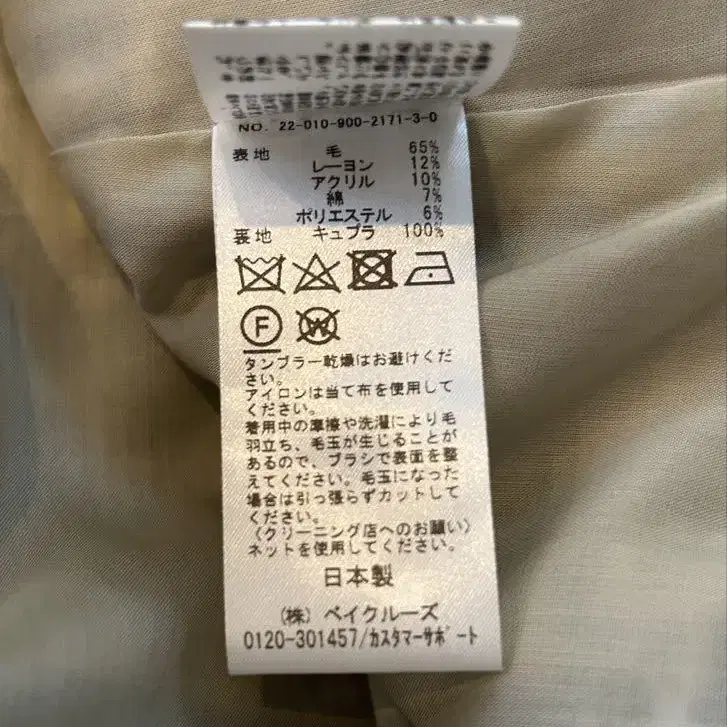 NO. 22-010-900-2171-3-0
表地 毛 65%
レーヨン 12%
アクリル 10%
綿 7%
ポリエステル 6%
裏地 キュプラ 100%
F W
タンブラー乾燥はお避けくだ
さい。
アイロンは当て布を使用して
ください。
着用中の摩擦や洗濯により毛
羽立ち、毛玉が生じることが
あるので、ブラシで表面を整
えてください。毛玉になった
場合は引っ張らずカットして
ください。
〈クリーニング店へのお願い〉
ネットを使用してください。
日本製
(株) ベイクルーズ
0120-301457/カスタマーサポート